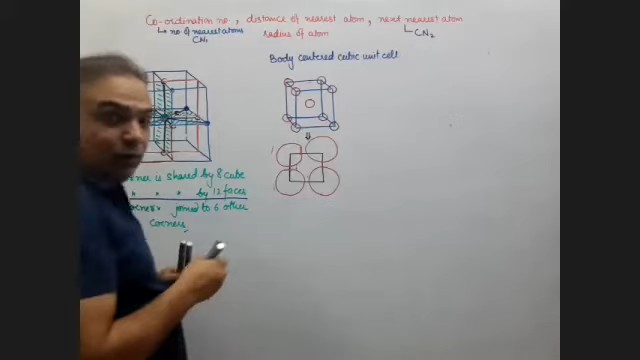 Co-ordination no, distance of nearest atom, next nearest atom
↳ no of nearest atoms
CN₁
radius of atom
↳ CN₂
Body centered cubic unit cell
corner is shared by 8 cube
" " " by 12 faces
corner joined to 6 other
corners